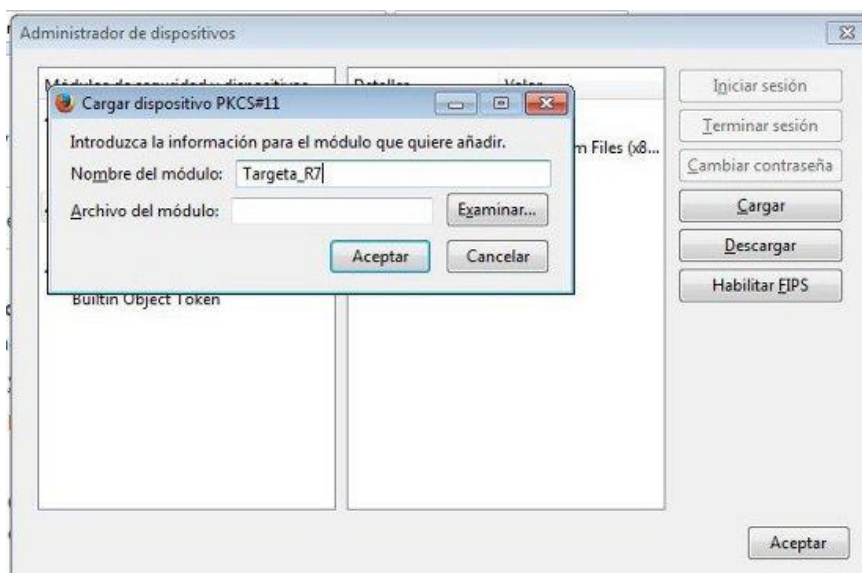 Administrador de dispositivos
Detalles Valor
Cargar dispositivo PKCS#11
Introduzca la información para el módulo que quiere añadir.
Nombre del módulo: Targeta_R7
Archivo del módulo: Examinar...
Aceptar Cancelar
m Files (x8...
Builtin Object Token
Iniciar sesión
Terminar sesión
Cambiar contraseña
Cargar
Descargar
Habilitar FIPS
Aceptar